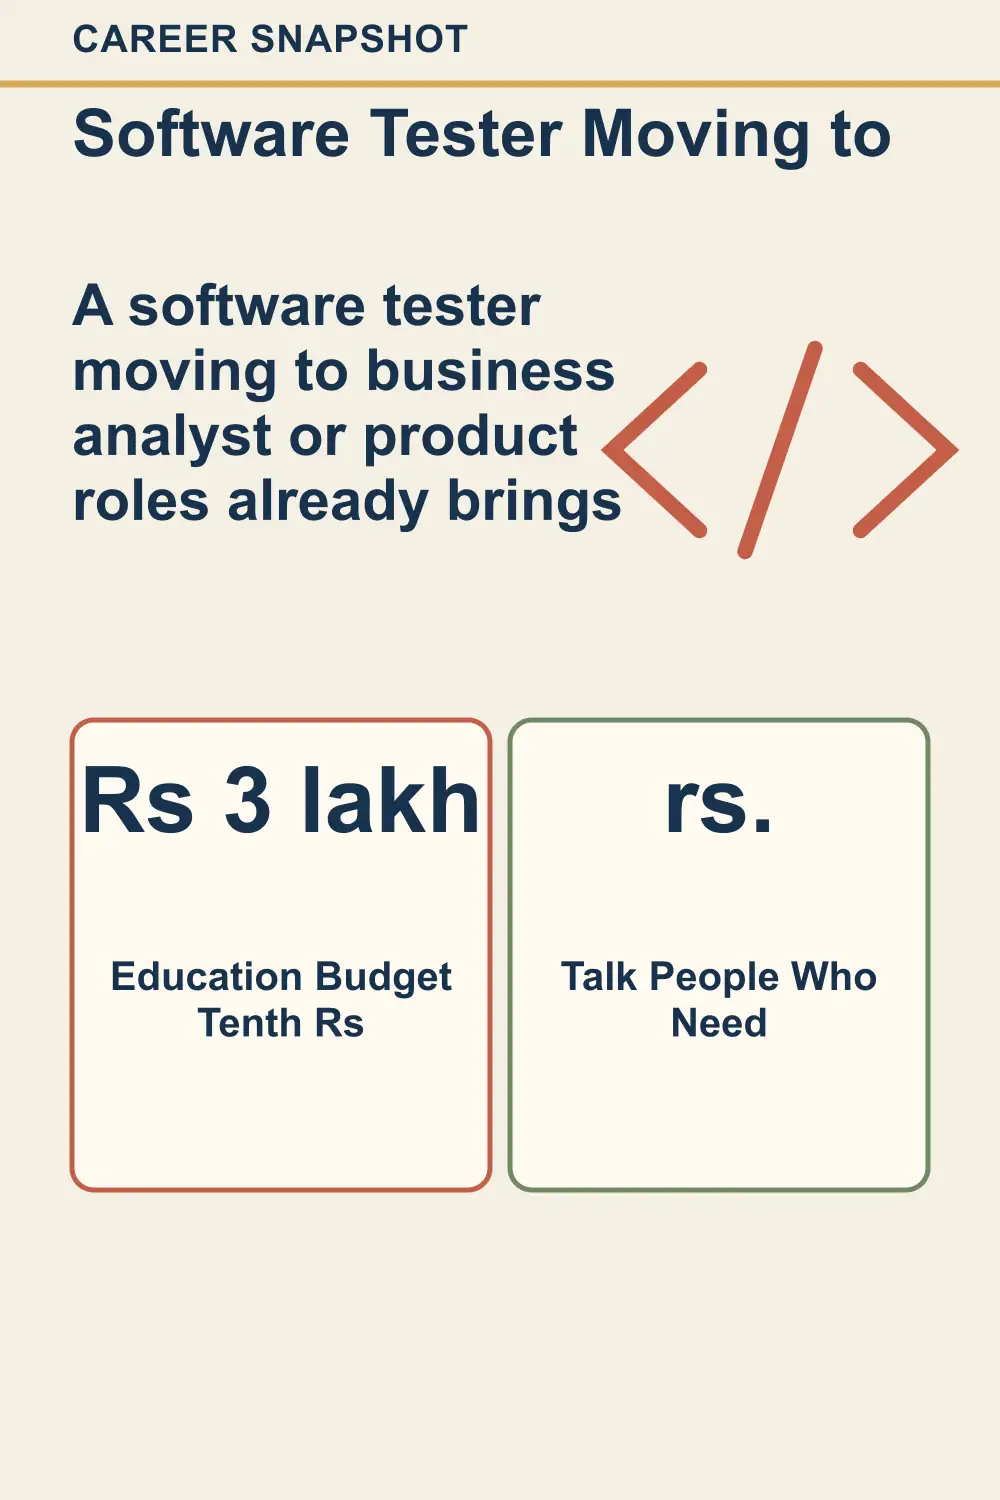 CAREER SNAPSHOT
Software Tester Moving to
A software tester
moving to business
analyst or product
roles already brings
Rs 3 lakh
Education Budget
Tenth Rs
rs.
Talk People Who
Need